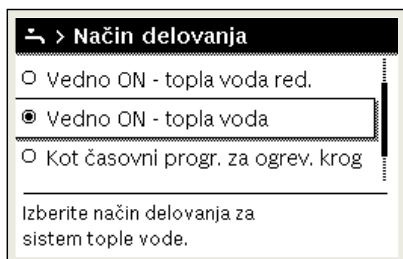 > Način delovanja
Vedno ON - topla voda red.
Vedno ON - topla voda
Kot časovni progr. za ogrev. krog
Izberite način delovanja za
sistem tople vode.